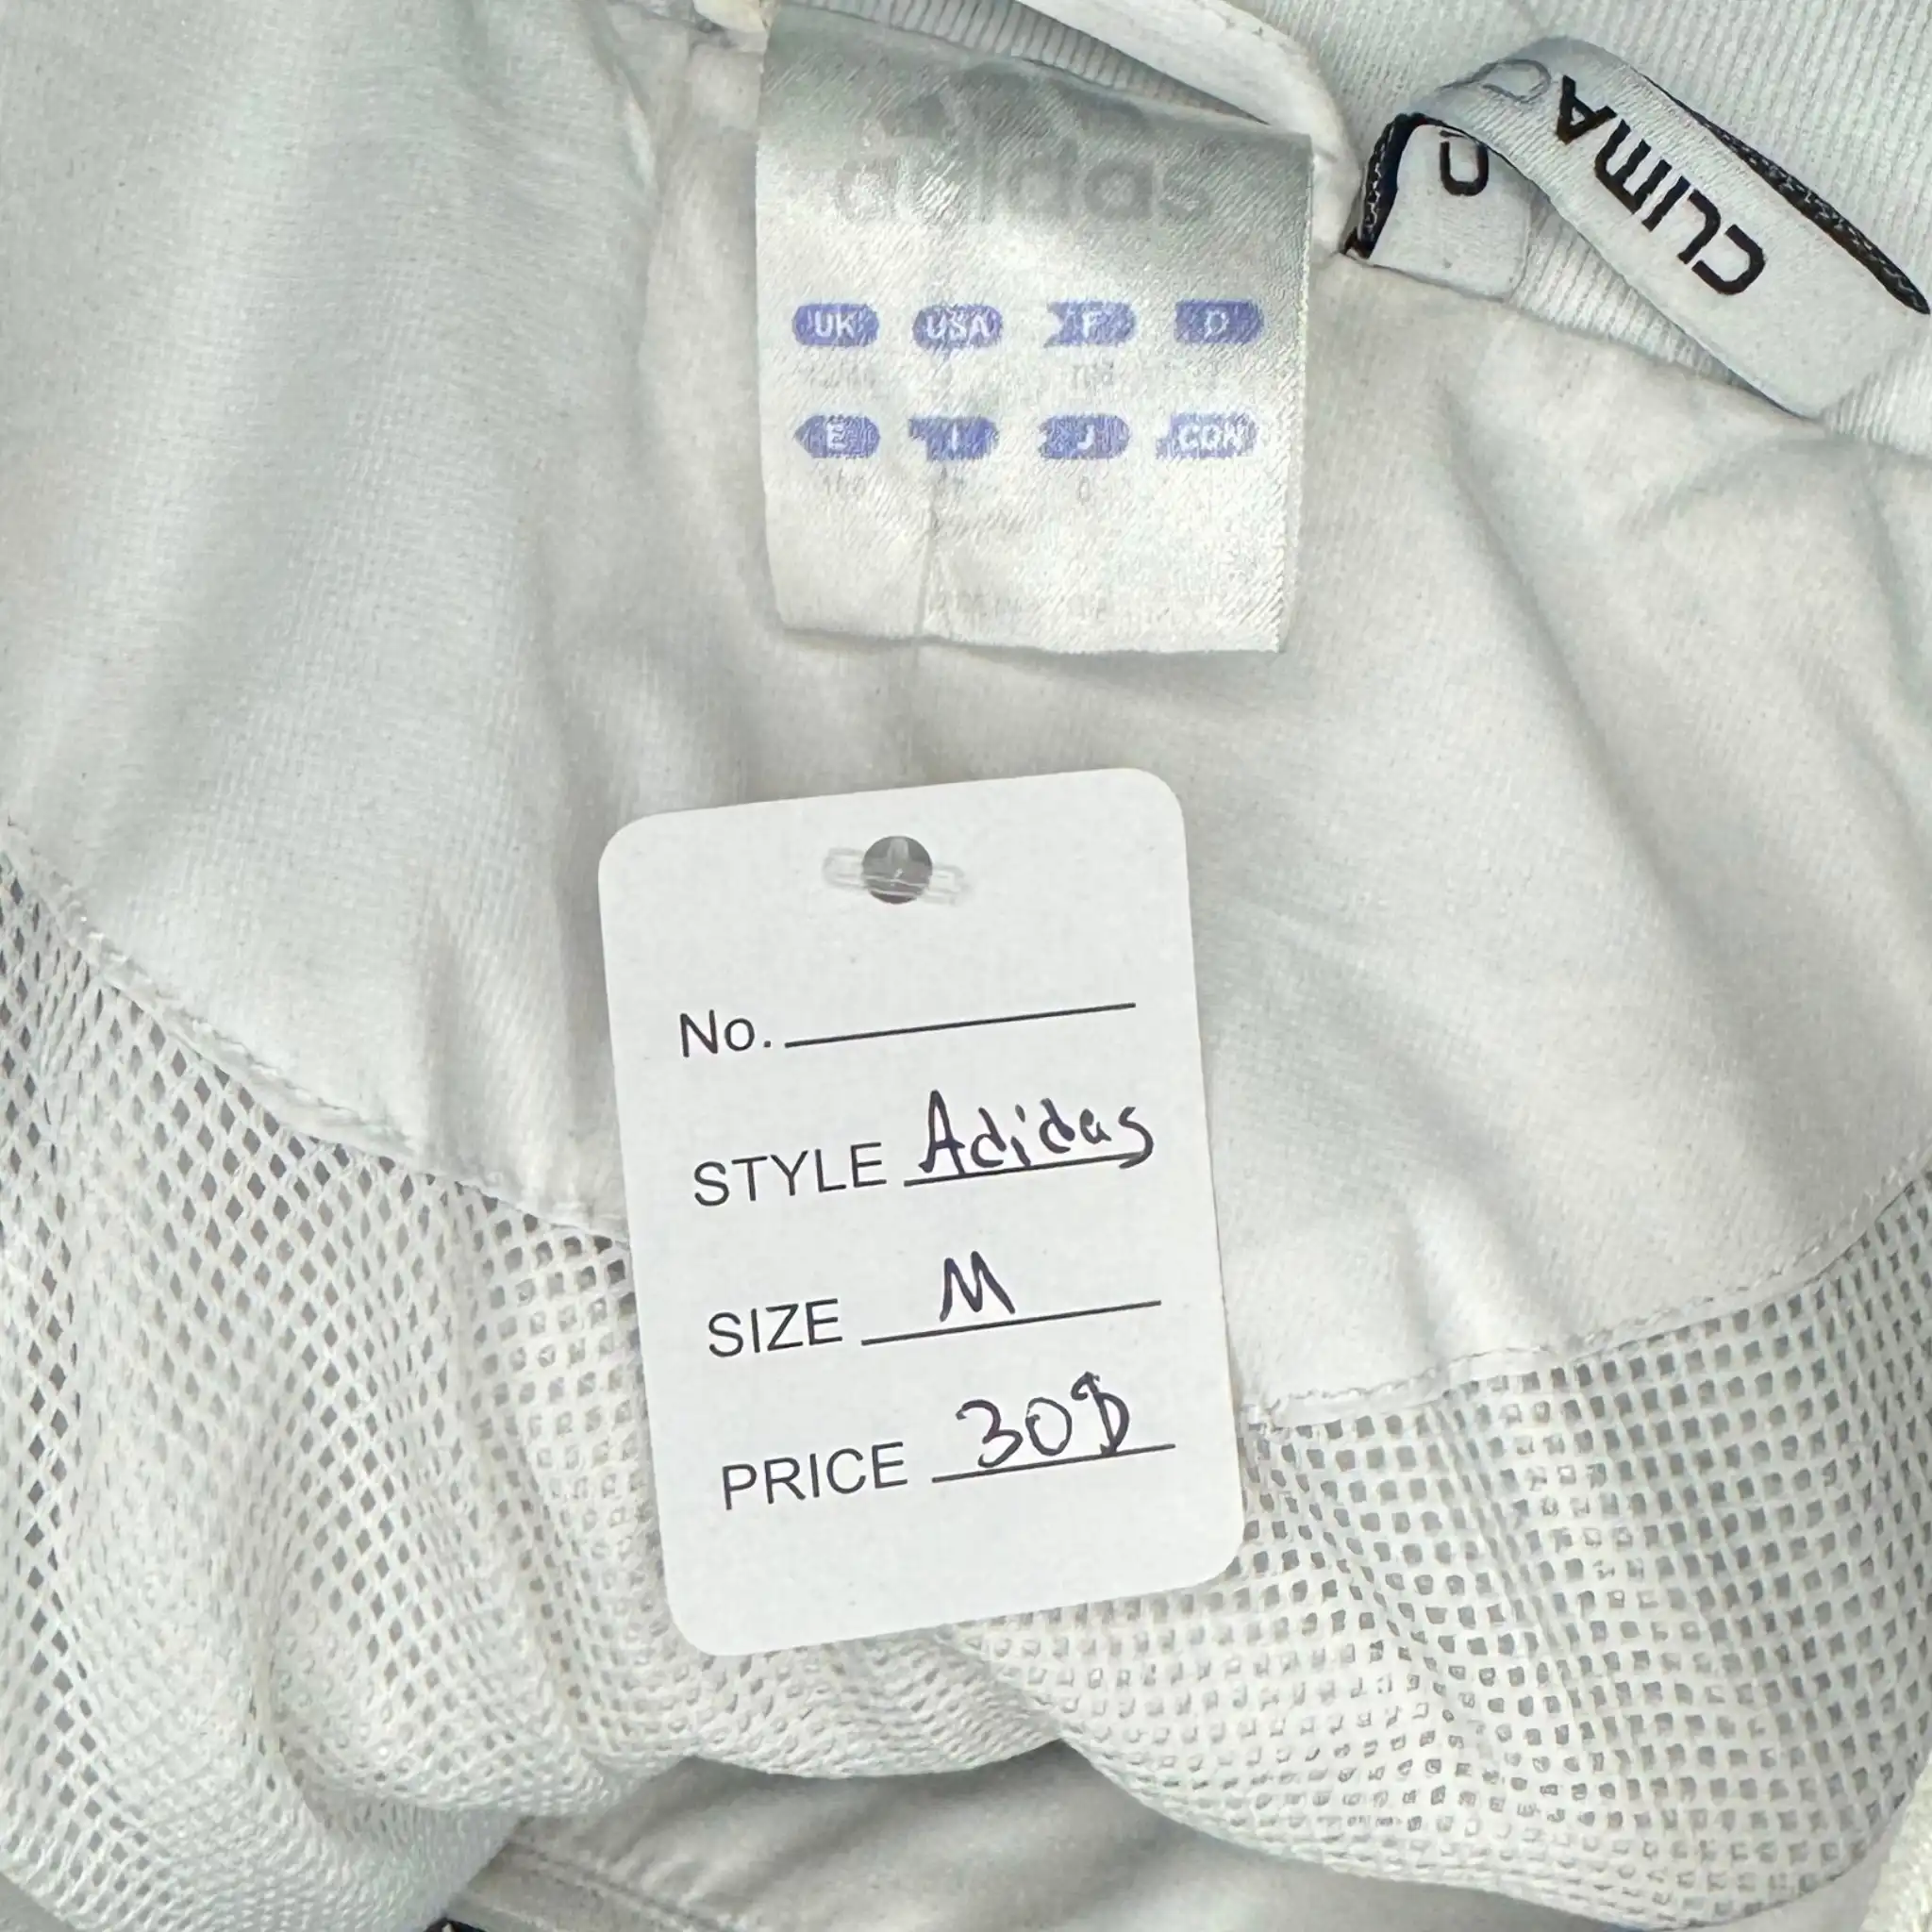 adidas
UK USA F D
E I J CDN
CLIMA
No.
STYLE Adidas
SIZE M
PRICE 30$